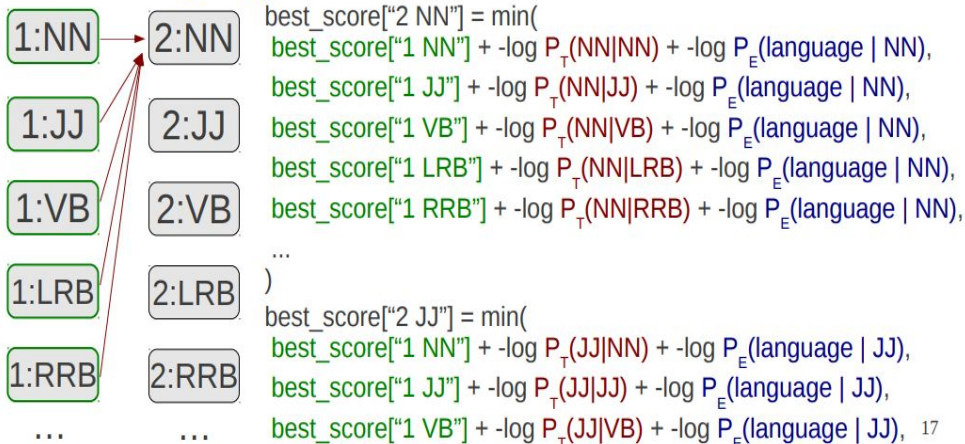 1:NN
2:NN
1:JJ
2:JJ
1:VB
2:VB
1:LRB
2:LRB
1:RRB
2:RRB
...
...
best_score[“2 NN”] = min(
best_score[“1 NN”] + -log P_T(NN|NN) + -log P_E(language | NN),
best_score[“1 JJ”] + -log P_T(NN|JJ) + -log P_E(language | NN),
best_score[“1 VB”] + -log P_T(NN|VB) + -log P_E(language | NN),
best_score[“1 LRB”] + -log P_T(NN|LRB) + -log P_E(language | NN),
best_score[“1 RRB”] + -log P_T(NN|RRB) + -log P_E(language | NN),
...
)
best_score[“2 JJ”] = min(
best_score[“1 NN”] + -log P_T(JJ|NN) + -log P_E(language | JJ),
best_score[“1 JJ”] + -log P_T(JJ|JJ) + -log P_E(language | JJ),
best_score[“1 VB”] + -log P_T(JJ|VB) + -log P_E(language | JJ),
17